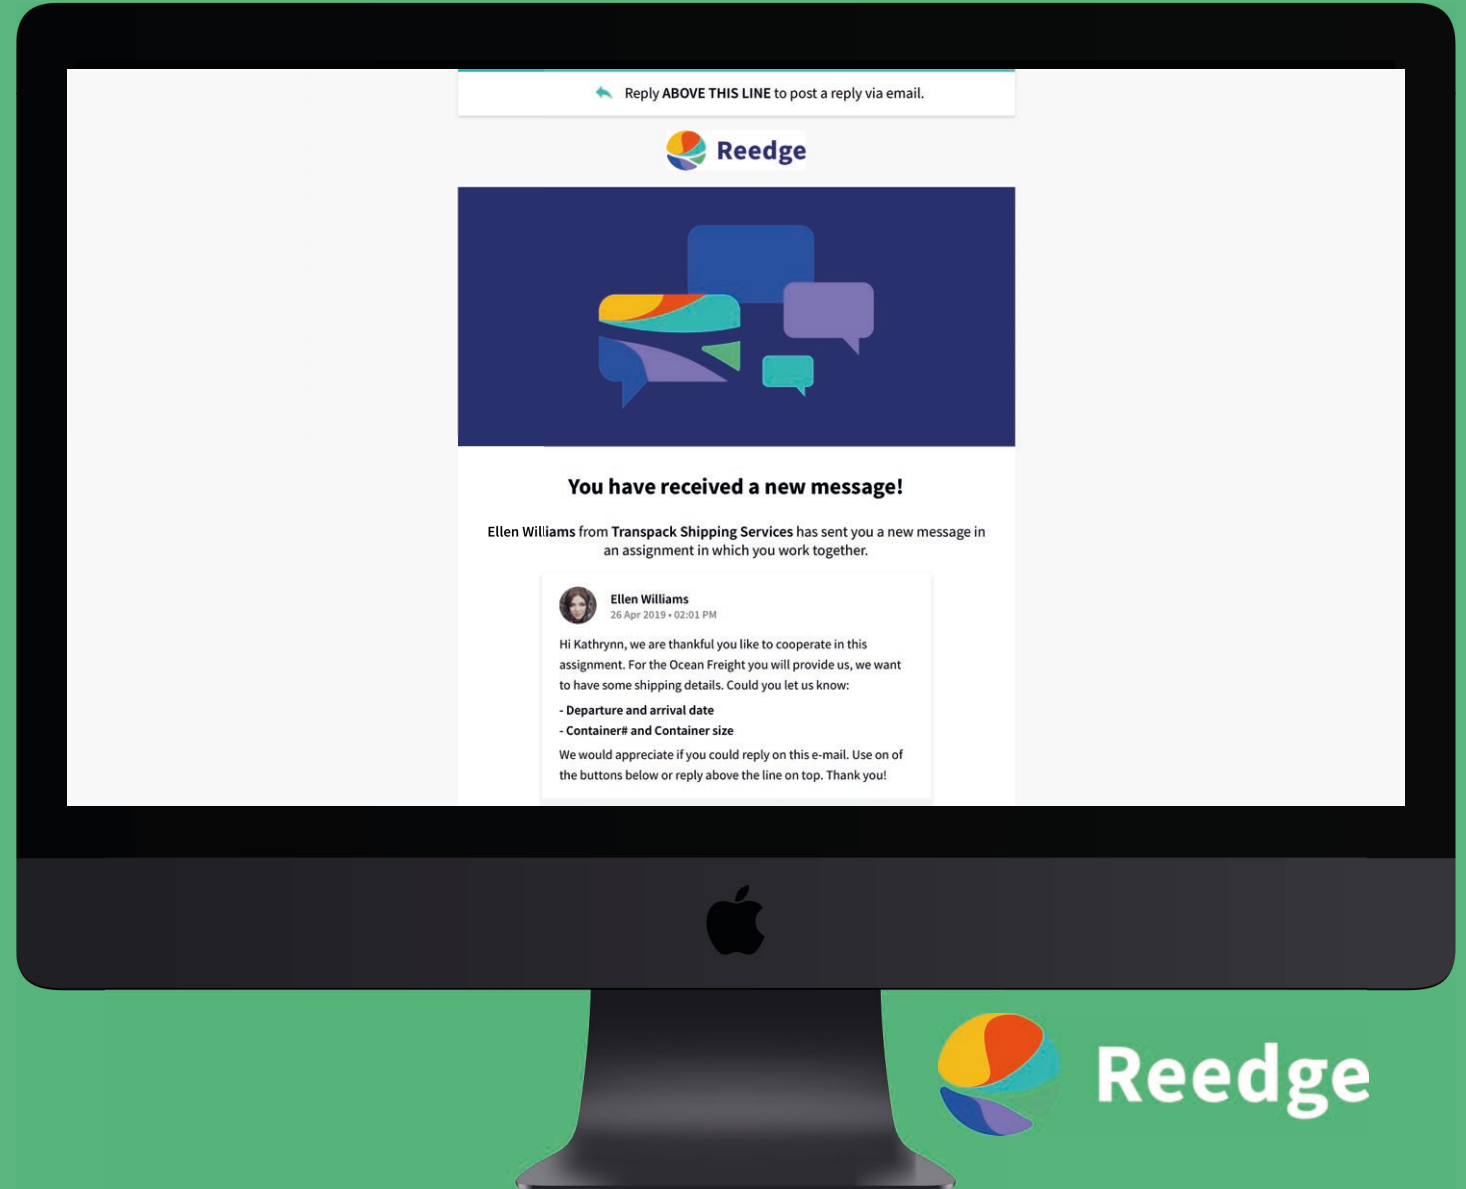 Reply ABOVE THIS LINE to post a reply via email.
Reedge
You have received a new message!
Ellen Williams from Transpack Shipping Services has sent you a new message in
an assignment in which you work together.
Ellen Williams
26 Apr 2019 • 02:01 PM
Hi Kathrynn, we are thankful you like to cooperate in this
assignment. For the Ocean Freight you will provide us, we want
to have some shipping details. Could you let us know:
- Departure and arrival date
- Container# and Container size
We would appreciate if you could reply on this e-mail. Use on of
the buttons below or reply above the line on top. Thank you!
Reedge